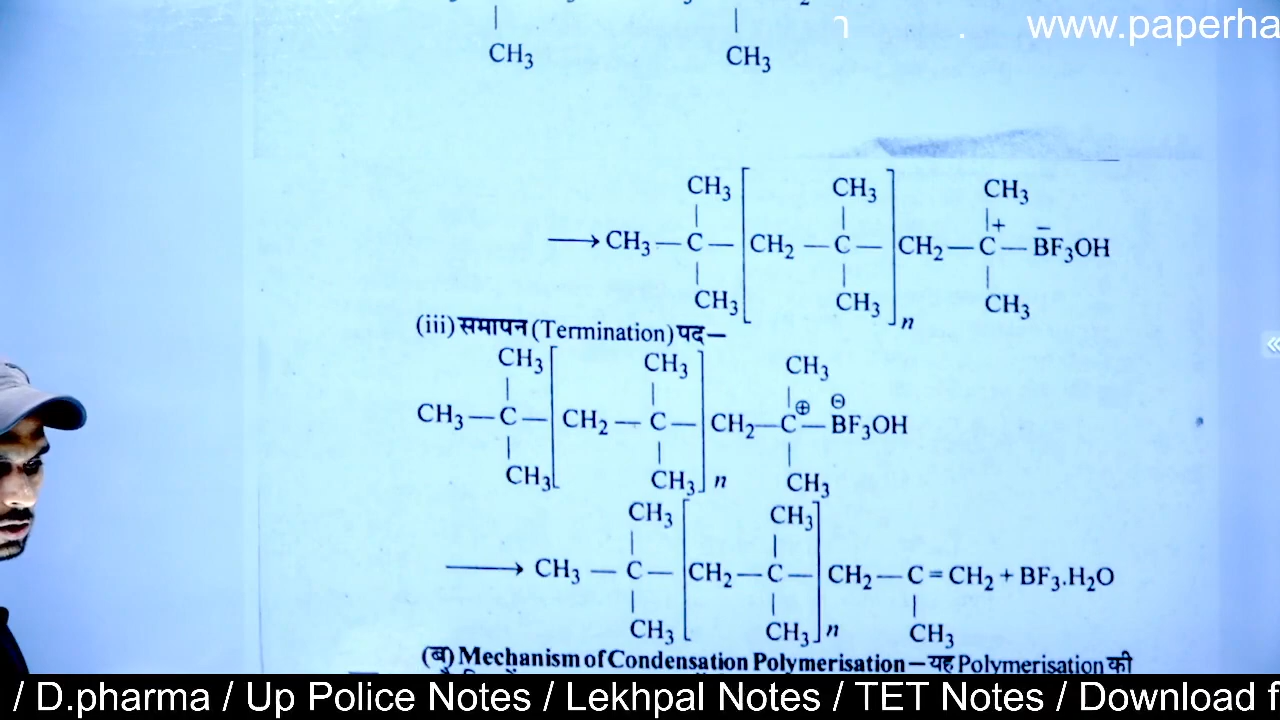 www.paperha
CH₃ CH₃
CH₃ CH₃ CH₃
⟶ CH₃ — C — [ CH₂ — C — ]ₙ CH₂ — C⁺ — B̄F₃OH
CH₃ CH₃ CH₃
(iii) समापन (Termination) पद—
CH₃ CH₃ CH₃
CH₃ — C — [ CH₂ — C — ]ₙ CH₂ — C⊕ — B⊖F₃OH
CH₃ CH₃ CH₃
CH₃ CH₃
⟶ CH₃ — C — [ CH₂ — C — ]ₙ CH₂ — C = CH₂ + BF₃.H₂O
CH₃ CH₃ CH₃
(ब) Mechanism of Condensation Polymerisation — यह Polymerisation की
/ D.pharma / Up Police Notes / Lekhpal Notes / TET Notes / Download f